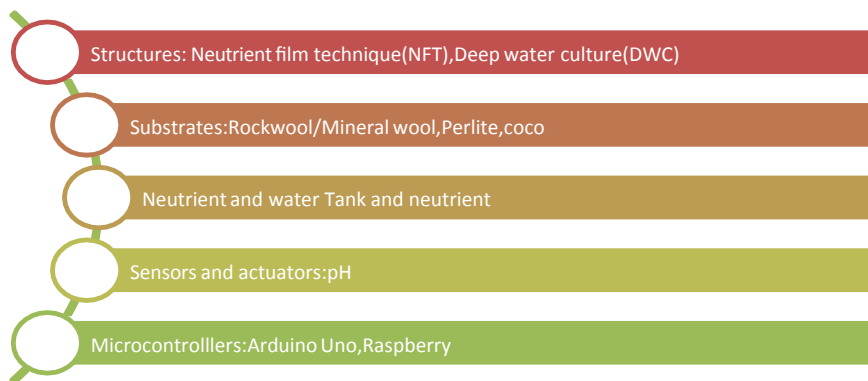 Structures: Neutrient film technique(NFT),Deep water culture(DWC)
Substrates:Rockwool/Mineral wool,Perlite,coco
Neutrient and water Tank and neutrient
Sensors and actuators:pH
Microcontrolllers:Arduino Uno,Raspberry